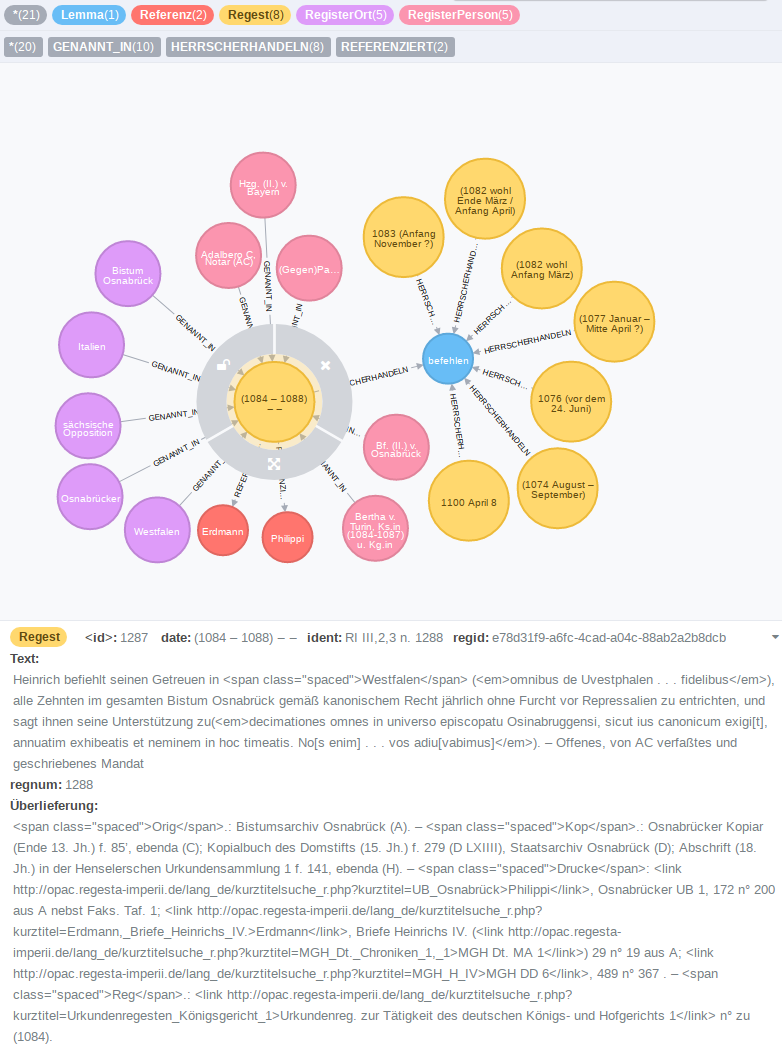 *(21) Lemma(1) Referenz(2) Regest(8) RegisterOrt(5) RegisterPerson(5)
*(20) GENANNT_IN(10) HERRSCHERHANDELN(8) REFERENZIERT(2)
Hzg. (II.) v.
Bayern
Adalbero C,
Notar (AC)
(Gegen)Pa...
Bistum
Osnabrück
Italien
sächsische
Opposition
Osnabrücker
Westfalen
Erdmann
Philippi
Bertha v.
Turin, Ks.in
(1084-1087)
u. Kg.in
Bf. (II.) v.
Osnabrück
(1084 – 1088)
– –
GENANNT_IN
GENANN
NT_IN
GENANNT_IN
GENANNT_IN
GENANNT_IN
GENANNT_IN
GENANNT_
REFER
NZI...
ANNT_IN
IN...
CHERHANDELN
befehlen
1083 (Anfang
November ?)
(1082 wohl
Ende März /
Anfang April)
(1082 wohl
Anfang März)
(1077 Januar –
Mitte April ?)
1076 (vor dem
24. Juni)
(1074 August –
September)
1100 April 8
HERRSCH...
HERRSCHERHAND...
HERRSCH...
HERRSCHERHANDELN
HERRSCH...
HERRSCHERHANDELN
HERRSCHERH...
Regest <id>: 1287 date: (1084 – 1088) – – ident: RI III,2,3 n. 1288 regid: e78d31f9-a6fc-4cad-a04c-88ab2a2b8dcb
Text:
Heinrich befiehlt seinen Getreuen in <span class="spaced">Westfalen</span> (<em>omnibus de Uvestphalen . . . fidelibus</em>),
alle Zehnten im gesamten Bistum Osnabrück gemäß kanonischem Recht jährlich ohne Furcht vor Repressalien zu entrichten, und
sagt ihnen seine Unterstützung zu(<em>decimationes omnes in universo episcopatu Osinabruggensi, sicut ius canonicum exigi[t],
annuatim exhibeatis et neminem in hoc timeatis. No[s enim] . . . vos adiu[vabimus]</em>). – Offenes, von AC verfaßtes und
geschriebenes Mandat
regnum: 1288
Überlieferung:
<span class="spaced">Orig</span>.: Bistumsarchiv Osnabrück (A). – <span class="spaced">Kop</span>.: Osnabrücker Kopiar
(Ende 13. Jh.) f. 85’, ebenda (C); Kopialbuch des Domstifts (15. Jh.) f. 279 (D LXIIII), Staatsarchiv Osnabrück (D); Abschrift (18.
Jh.) in der Henselerschen Urkundensammlung 1 f. 141, ebenda (H). – <span class="spaced">Drucke</span>: <link
http://opac.regesta-imperii.de/lang_de/kurztitelsuche_r.php?kurztitel=UB_Osnabrück>Philippi</link>, Osnabrücker UB 1, 172 n° 200
aus A nebst Faks. Taf. 1; <link http://opac.regesta-imperii.de/lang_de/kurztitelsuche_r.php?
kurztitel=Erdmann,_Briefe_Heinrichs_IV.>Erdmann</link>, Briefe Heinrichs IV. (<link http://opac.regesta-
imperii.de/lang_de/kurztitelsuche_r.php?kurztitel=MGH_Dt._Chroniken_1,_1>MGH Dt. MA 1</link>) 29 n° 19 aus A; <link
http://opac.regesta-imperii.de/lang_de/kurztitelsuche_r.php?kurztitel=MGH_H_IV>MGH DD 6</link>, 489 n° 367 . – <span
class="spaced">Reg</span>.: <link http://opac.regesta-imperii.de/lang_de/kurztitelsuche_r.php?
kurztitel=Urkundenregesten_Königsgericht_1>Urkundenreg. zur Tätigkeit des deutschen Königs- und Hofgerichts 1</link> n° zu
(1084).